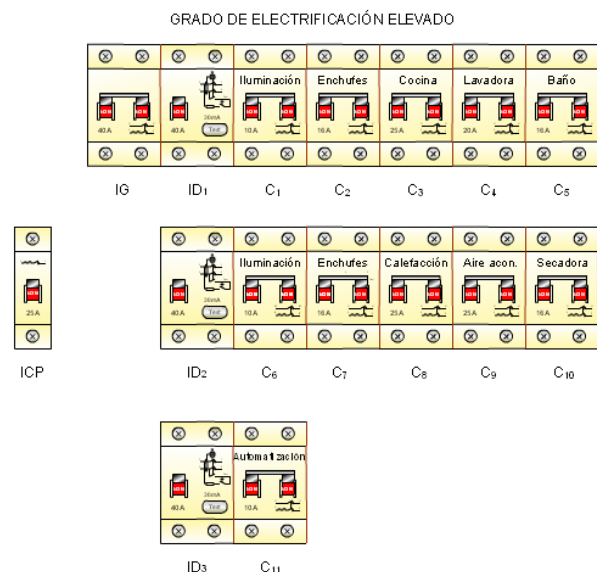 GRADO DE ELECTRIFICACIÓN ELEVADO
Iluminación Enchufes Cocina Lavadora Baño
30mA
40A 40A Test 10A 16A 25A 20A 16A
IG ID1 C1 C2 C3 C4 C5
Iluminación Enchufes Calefacción Aire acon. Secadora
30mA
25A 40A Test 10A 16A 25A 25A 16A
ICP ID2 C6 C7 C8 C9 C10
Automatización
30mA
40A Test 10A
ID3 C11